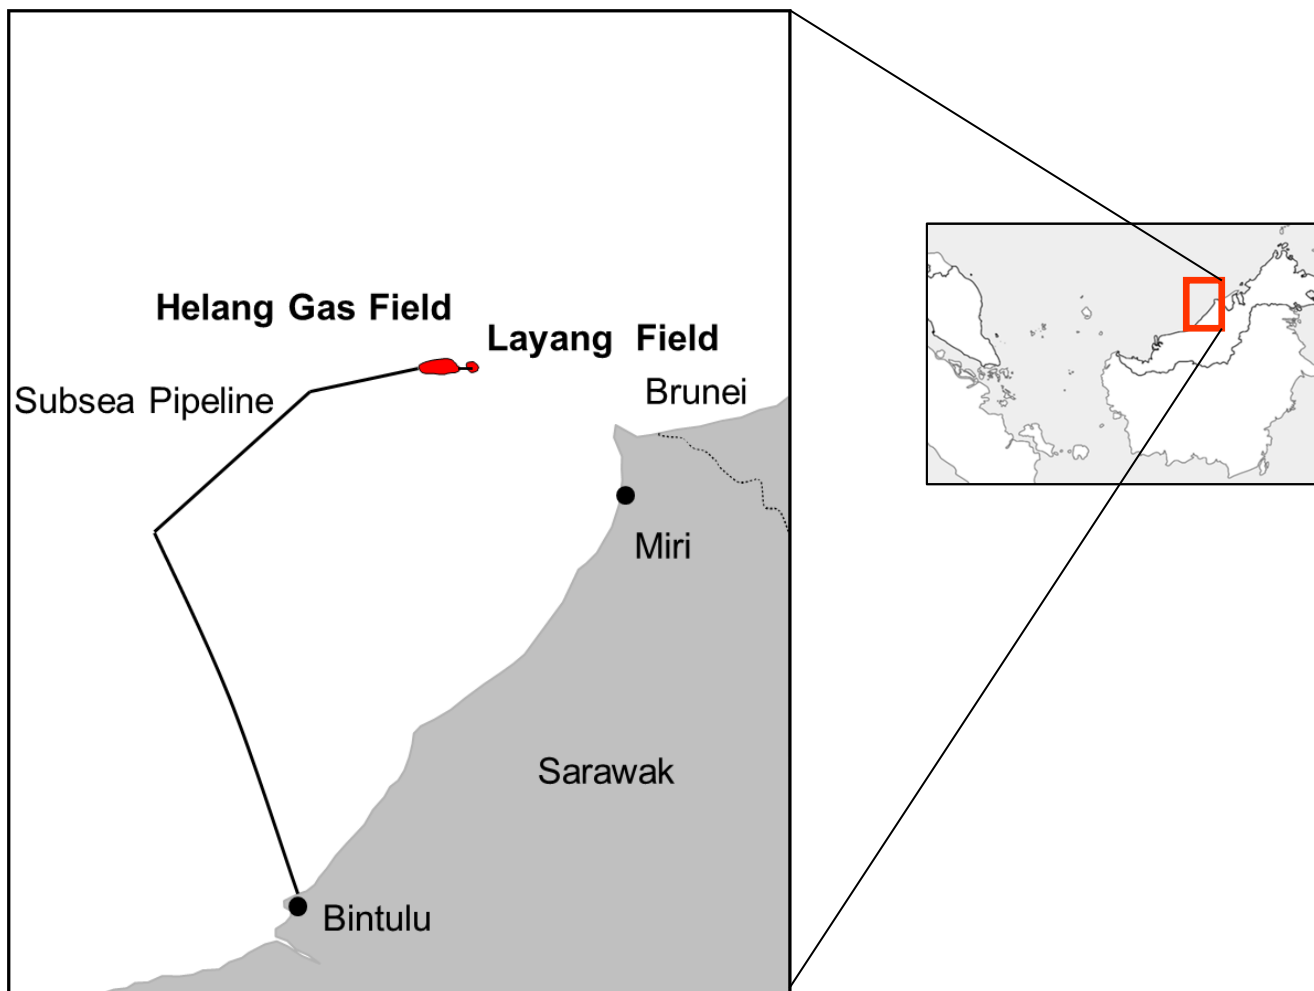 Helang Gas Field
Layang Field
Brunei
Subsea Pipeline
Miri
Sarawak
Bintulu